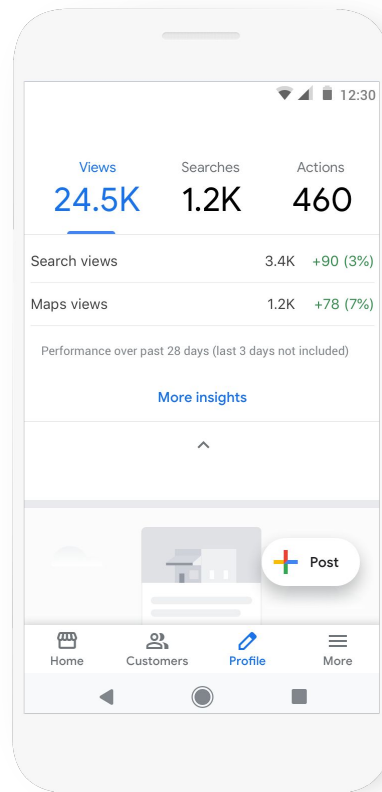 12:30
Views Searches Actions
24.5K 1.2K 460
Search views 3.4K +90 (3%)
Maps views 1.2K +78 (7%)
Performance over past 28 days (last 3 days not included)
More insights
Post
Home Customers Profile More